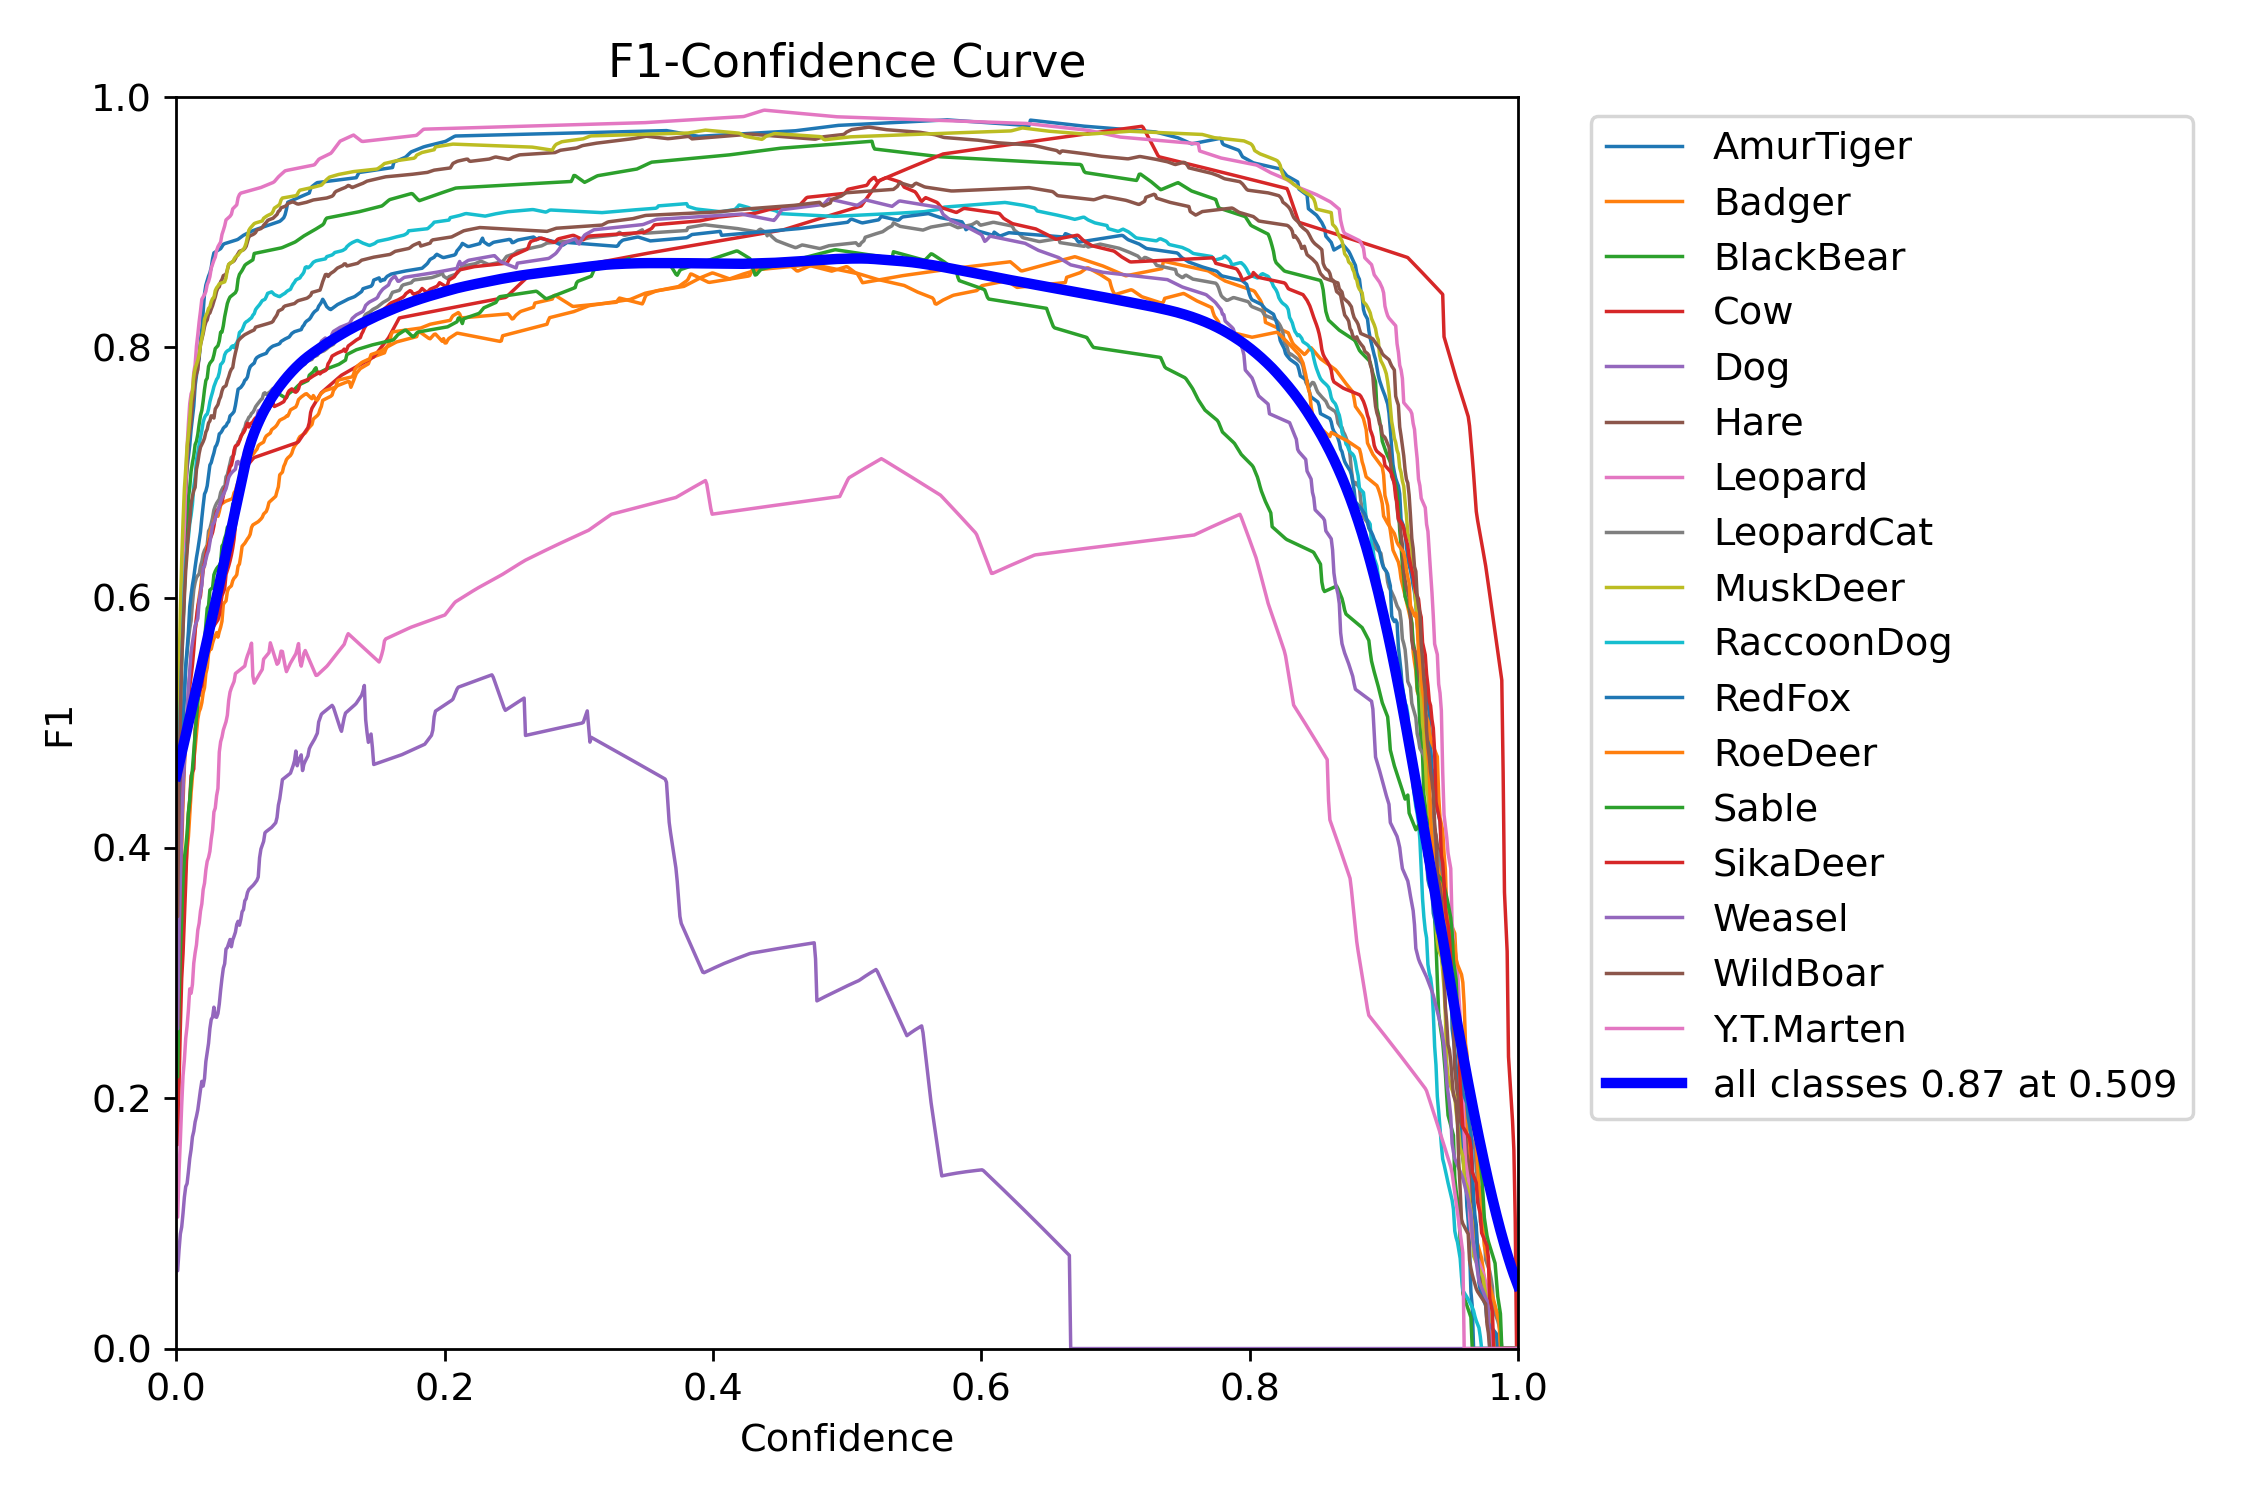 F1-Confidence Curve
1.0
0.8
0.6
0.4
0.2
0.0
F1
0.0 0.2 0.4 0.6 0.8 1.0
Confidence
AmurTiger
Badger
BlackBear
Cow
Dog
Hare
Leopard
LeopardCat
MuskDeer
RaccoonDog
RedFox
RoeDeer
Sable
SikaDeer
Weasel
WildBoar
Y.T.Marten
all classes 0.87 at 0.509